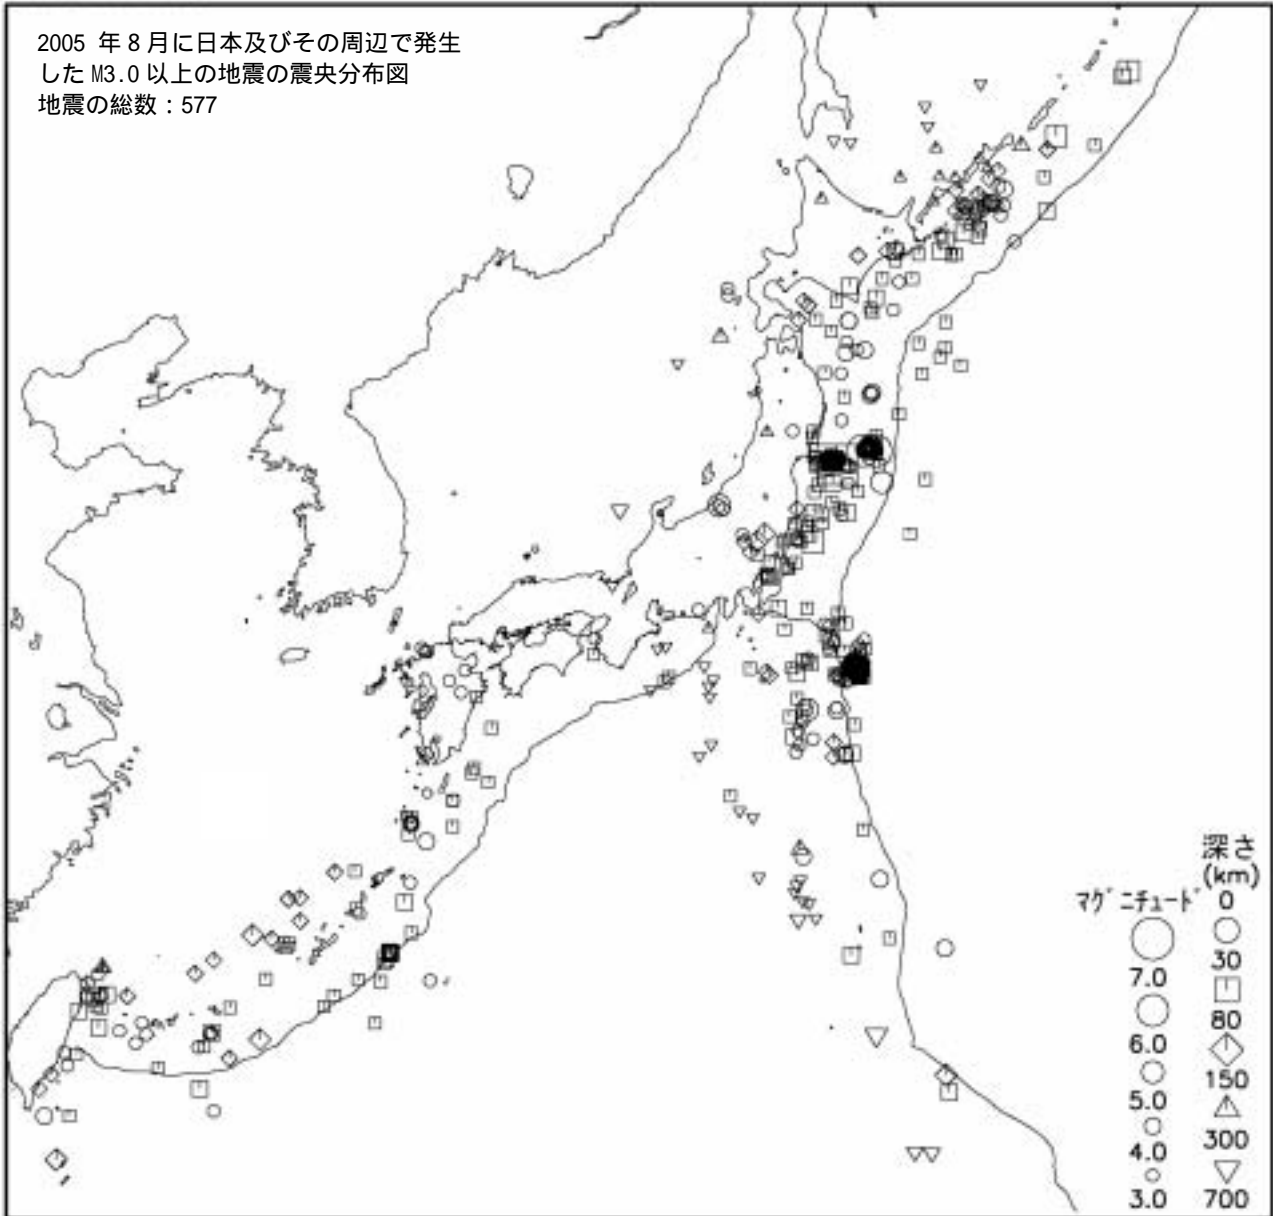 2005 年8月に日本及びその周辺で発生
した M3.0 以上の地震の震央分布図
地震の総数：577
深さ
(km)
ﾏｸﾞﾆﾁｭｰﾄﾞ
0
30
7.0
80
6.0
150
5.0
300
4.0
700
3.0